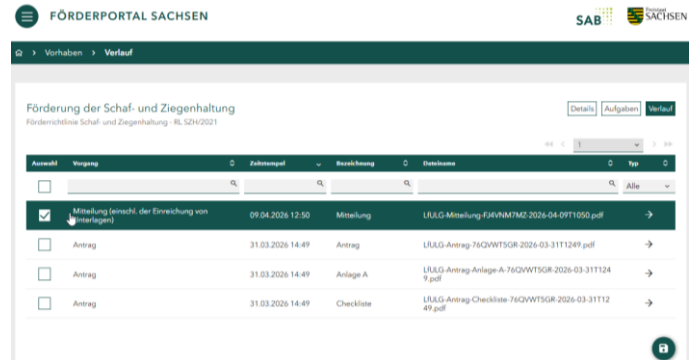 FÖRDERPORTAL SACHSEN
SAB
Freistaat
SACHSEN
Vorhaben > Verlauf
Förderung der Schaf- und Ziegenhaltung
Förderrichtlinie Schaf- und Ziegenhaltung - RL SZH/2021
Details Aufgaben Verlauf
<< < 1 > >>
Auswahl Vorgang Zeitstempel Bezeichnung Dateiname Typ
Alle
Mitteilung (einschl. der Einreichung von
09.04.2026 12:50 Mitteilung LfULG-Mitteilung-FJ4VNM7MZ-2026-04-09T1050.pdf
nterlagen)
Antrag 31.03.2026 14:49 Antrag LfULG-Antrag-76QVWT5GR-2026-03-31T1249.pdf
Antrag 31.03.2026 14:49 Anlage A LfULG-Antrag-Anlage-A-76QVWT5GR-2026-03-31T124
9.pdf
Antrag 31.03.2026 14:49 Checkliste LfULG-Antrag-Checkliste-76QVWT5GR-2026-03-31T12
49.pdf